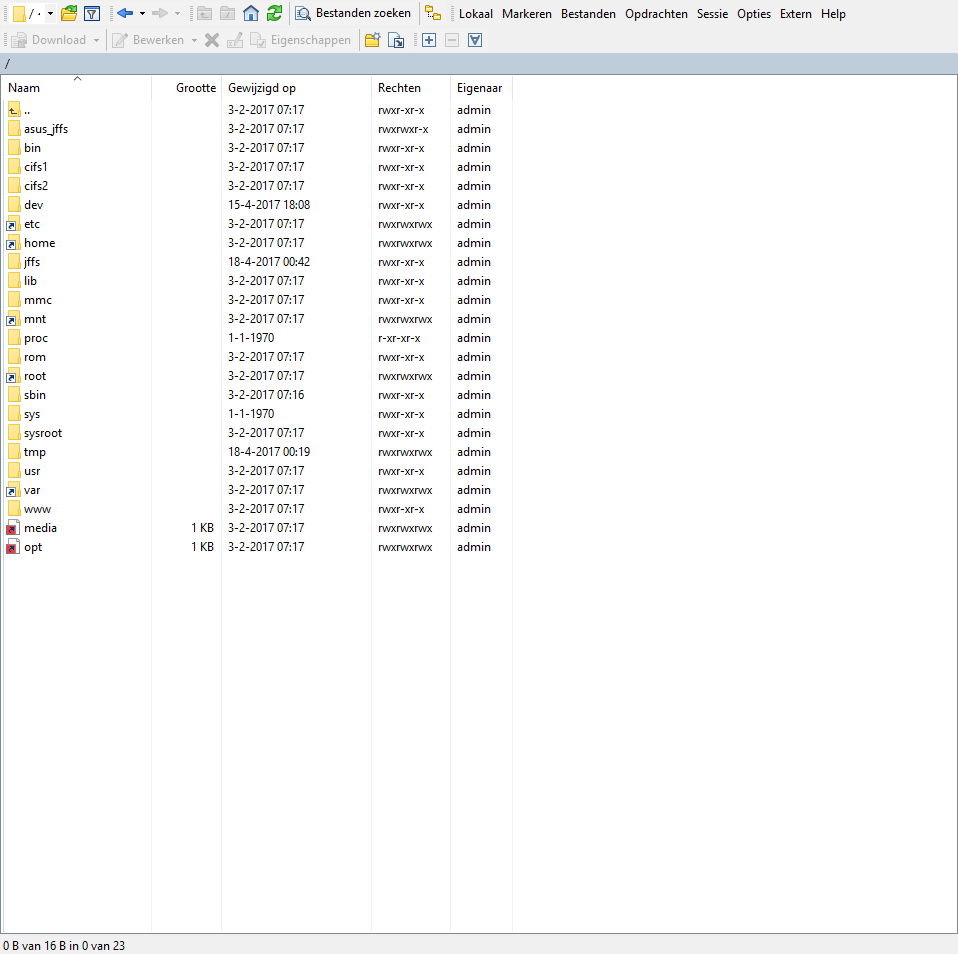 / Bestanden zoeken Lokaal Markeren Bestanden Opdrachten Sessie Opties Extern Help
Download Bewerken Eigenschappen
/
Naam Grootte Gewijzigd op Rechten Eigenaar
.. 3-2-2017 07:17 rwxr-xr-x admin
asus_jffs 3-2-2017 07:17 rwxrwxr-x admin
bin 3-2-2017 07:17 rwxr-xr-x admin
cifs1 3-2-2017 07:17 rwxr-xr-x admin
cifs2 3-2-2017 07:17 rwxr-xr-x admin
dev 15-4-2017 18:08 rwxr-xr-x admin
etc 3-2-2017 07:17 rwxrwxrwx admin
home 3-2-2017 07:17 rwxrwxrwx admin
jffs 18-4-2017 00:42 rwxr-xr-x admin
lib 3-2-2017 07:17 rwxr-xr-x admin
mmc 3-2-2017 07:17 rwxr-xr-x admin
mnt 3-2-2017 07:17 rwxrwxrwx admin
proc 1-1-1970 r-xr-xr-x admin
rom 3-2-2017 07:17 rwxr-xr-x admin
root 3-2-2017 07:17 rwxrwxrwx admin
sbin 3-2-2017 07:16 rwxr-xr-x admin
sys 1-1-1970 rwxr-xr-x admin
sysroot 3-2-2017 07:17 rwxr-xr-x admin
tmp 18-4-2017 00:19 rwxrwxrwx admin
usr 3-2-2017 07:17 rwxr-xr-x admin
var 3-2-2017 07:17 rwxrwxrwx admin
www 3-2-2017 07:17 rwxr-xr-x admin
media 1 KB 3-2-2017 07:17 rwxrwxrwx admin
opt 1 KB 3-2-2017 07:17 rwxrwxrwx admin
0 B van 16 B in 0 van 23